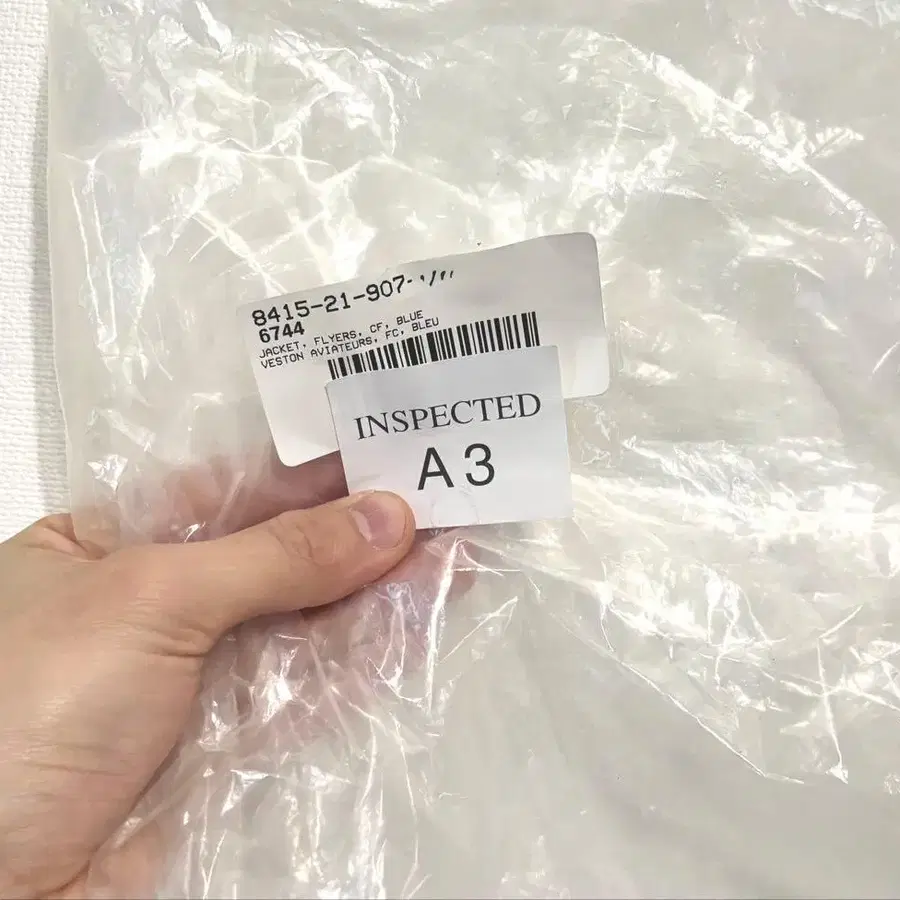 8415-21-907-
6744
JACKET, FLYERS, CF, BLUE
VESTON AVIATEURS, FC, BLEU
INSPECTED
A3